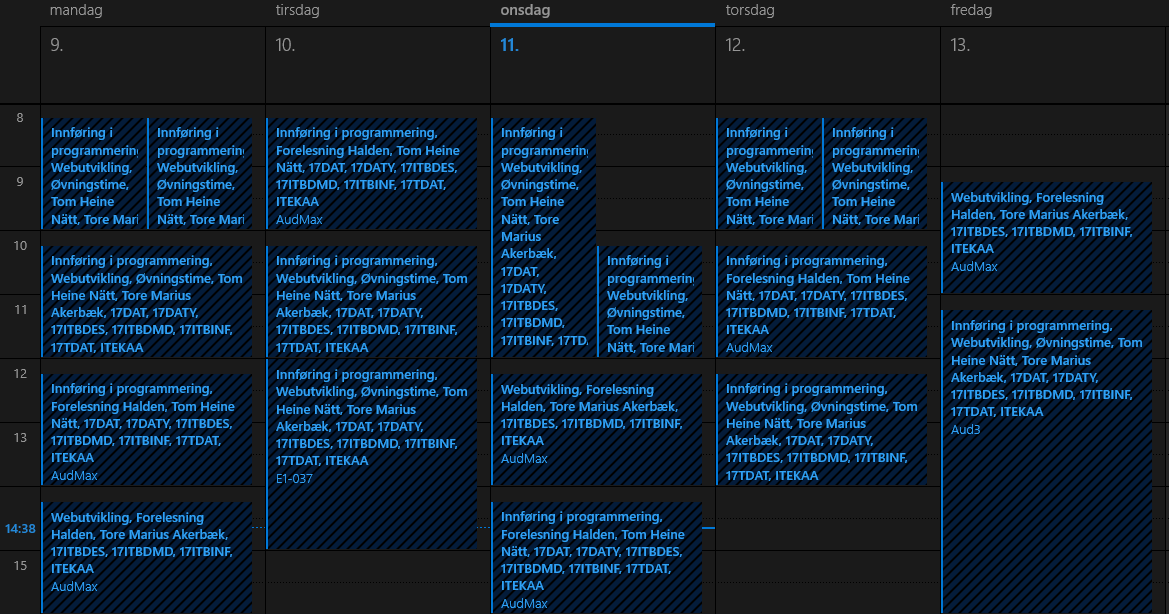 mandag
tirsdag
onsdag
torsdag
fredag
9.
10.
11.
12.
13.
8
9
10
11
12
13
14:38
15
Innføring i
programmering
Webutvikling,
Øvningstime,
Tom Heine
Nätt, Tore Mari
Innføring i
programmering
Webutvikling,
Øvningstime,
Tom Heine
Nätt, Tore Mari
Innføring i programmering,
Webutvikling, Øvningstime, Tom
Heine Nätt, Tore Marius
Akerbæk, 17DAT, 17DATY,
17ITBDES, 17ITBDMD, 17ITBINF,
17TDAT, ITEKAA
Innføring i programmering,
Forelesning Halden, Tom Heine
Nätt, 17DAT, 17DATY, 17ITBDES,
17ITBDMD, 17ITBINF, 17TDAT,
ITEKAA
AudMax
Webutvikling, Forelesning
Halden, Tore Marius Akerbæk,
17ITBDES, 17ITBDMD, 17ITBINF,
ITEKAA
AudMax
Innføring i programmering,
Forelesning Halden, Tom Heine
Nätt, 17DAT, 17DATY, 17ITBDES,
17ITBDMD, 17ITBINF, 17TDAT,
ITEKAA
AudMax
Innføring i programmering,
Webutvikling, Øvningstime, Tom
Heine Nätt, Tore Marius
Akerbæk, 17DAT, 17DATY,
17ITBDES, 17ITBDMD, 17ITBINF,
17TDAT, ITEKAA
Innføring i programmering,
Webutvikling, Øvningstime, Tom
Heine Nätt, Tore Marius
Akerbæk, 17DAT, 17DATY,
17ITBDES, 17ITBDMD, 17ITBINF,
17TDAT, ITEKAA
E1-037
Innføring i
programmering
Webutvikling,
Øvningstime,
Tom Heine
Nätt, Tore
Marius
Akerbæk,
17DAT,
17DATY,
17ITBDES,
17ITBDMD,
17ITBINF, 17TD
Innføring i
programmering
Webutvikling,
Øvningstime,
Tom Heine
Nätt, Tore Mari
Webutvikling, Forelesning
Halden, Tore Marius Akerbæk,
17ITBDES, 17ITBDMD, 17ITBINF,
ITEKAA
AudMax
Innføring i programmering,
Forelesning Halden, Tom Heine
Nätt, 17DAT, 17DATY, 17ITBDES,
17ITBDMD, 17ITBINF, 17TDAT,
ITEKAA
AudMax
Innføring i
programmering
Webutvikling,
Øvningstime,
Tom Heine
Nätt, Tore Mari
Innføring i
programmering
Webutvikling,
Øvningstime,
Tom Heine
Nätt, Tore Mari
Innføring i programmering,
Forelesning Halden, Tom Heine
Nätt, 17DAT, 17DATY, 17ITBDES,
17ITBDMD, 17ITBINF, 17TDAT,
ITEKAA
AudMax
Innføring i programmering,
Webutvikling, Øvningstime, Tom
Heine Nätt, Tore Marius
Akerbæk, 17DAT, 17DATY,
17ITBDES, 17ITBDMD, 17ITBINF,
17TDAT, ITEKAA
Webutvikling, Forelesning
Halden, Tore Marius Akerbæk,
17ITBDES, 17ITBDMD, 17ITBINF,
ITEKAA
AudMax
Innføring i programmering,
Webutvikling, Øvningstime, Tom
Heine Nätt, Tore Marius
Akerbæk, 17DAT, 17DATY,
17ITBDES, 17ITBDMD, 17ITBINF,
17TDAT, ITEKAA
Aud3